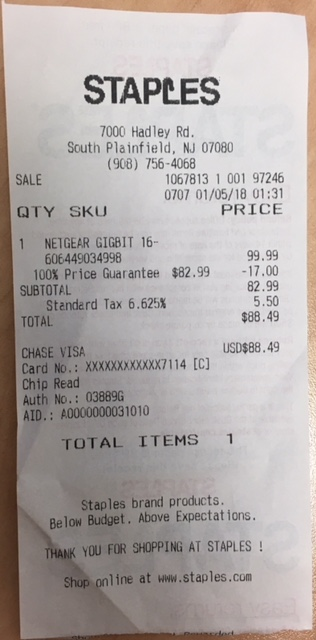 STAPLES
7000 Hadley Rd.
South Plainfield, NJ 07080
(908) 756-4068
SALE 1067813 1 001 97246
0707 01/05/18 01:31
QTY SKU PRICE
1 NETGEAR GIGBIT 16-
606449034998 99.99
100% Price Guarantee $82.99 -17.00
SUBTOTAL 82.99
Standard Tax 6.625% 5.50
TOTAL $88.49
CHASE VISA USD$88.49
Card No.: XXXXXXXXXXXX7114 [C]
Chip Read
Auth No.: 03889G
AID.: A0000000031010
TOTAL ITEMS 1
Staples brand products.
Below Budget. Above Expectations.
THANK YOU FOR SHOPPING AT STAPLES !
Shop online at www.staples.com